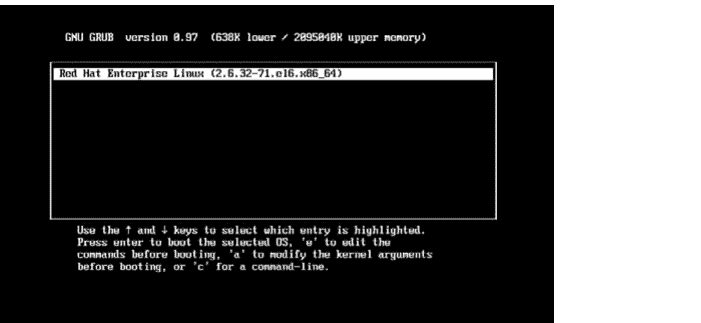 GNU GRUB  version 0.97  (638K lower / 2095040K upper memory)
Red Hat Enterprise Linux (2.6.32-71.el6.x86_64)
Use the ↑ and ↓ keys to select which entry is highlighted.
Press enter to boot the selected OS, 'e' to edit the
commands before booting, 'a' to modify the kernel arguments
before booting, or 'c' for a command-line.